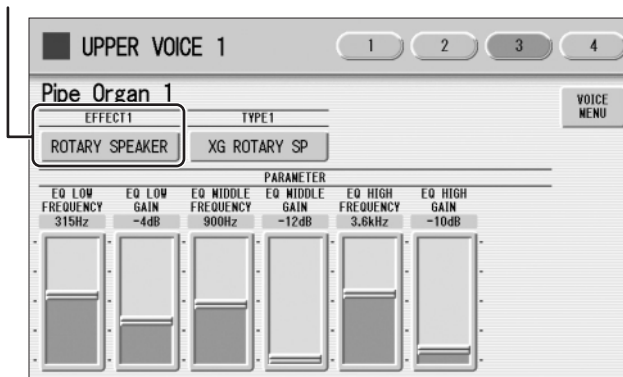 UPPER VOICE 1 1 2 3 4
Pipe Organ 1
VOICE
MENU
EFFECT1 TYPE1
ROTARY SPEAKER XG ROTARY SP
PARAMETER
EQ LOW EQ LOW EQ MIDDLE EQ MIDDLE EQ HIGH EQ HIGH
FREQUENCY GAIN FREQUENCY GAIN FREQUENCY GAIN
315Hz -4dB 900Hz -12dB 3.6kHz -10dB